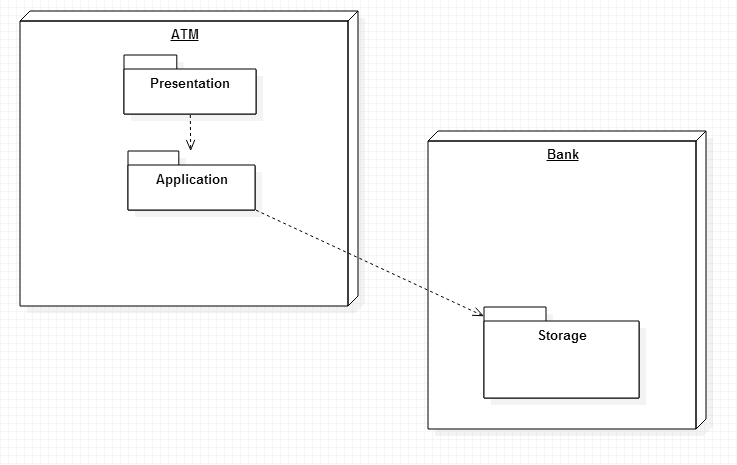 ATM
Presentation
Application
Bank
Storage